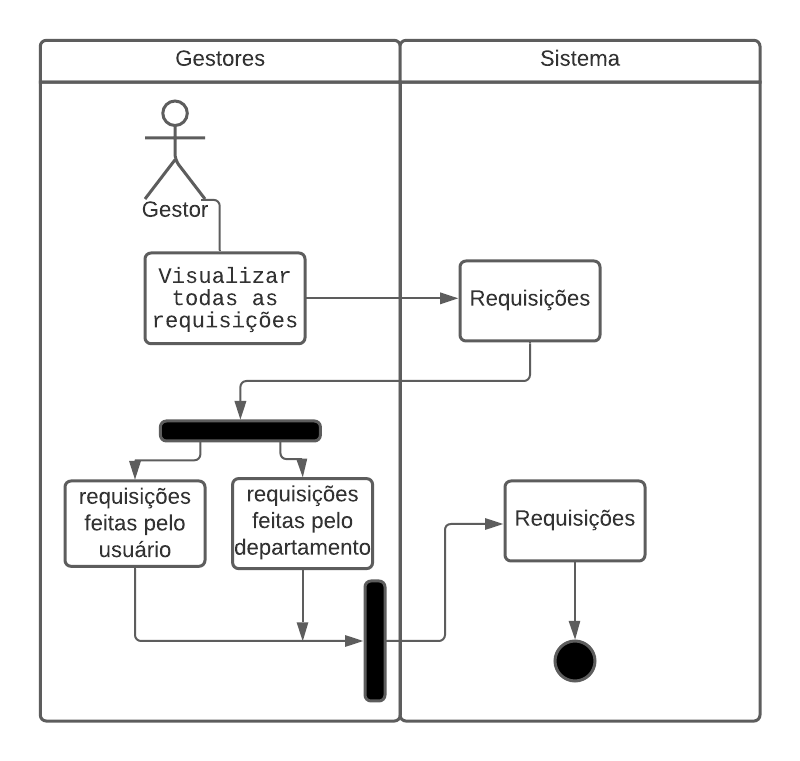 Gestores
Sistema
Gestor
Visualizar
todas as
requisições
Requisições
requisições
feitas pelo
usuário
requisições
feitas pelo
departamento
Requisições